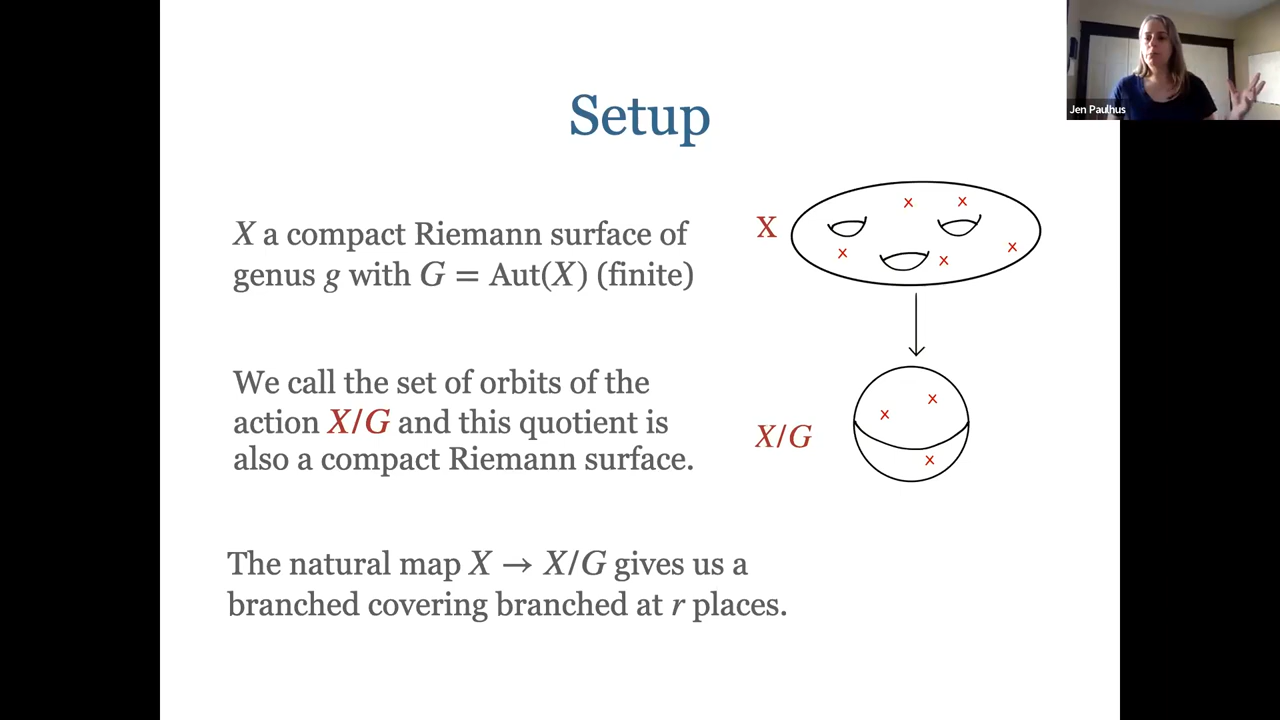 Jen Paulhus
Setup
X a compact Riemann surface of
genus g with G = Aut(X) (finite)
X
We call the set of orbits of the
action X/G and this quotient is
also a compact Riemann surface.
X/G
The natural map X → X/G gives us a
branched covering branched at r places.